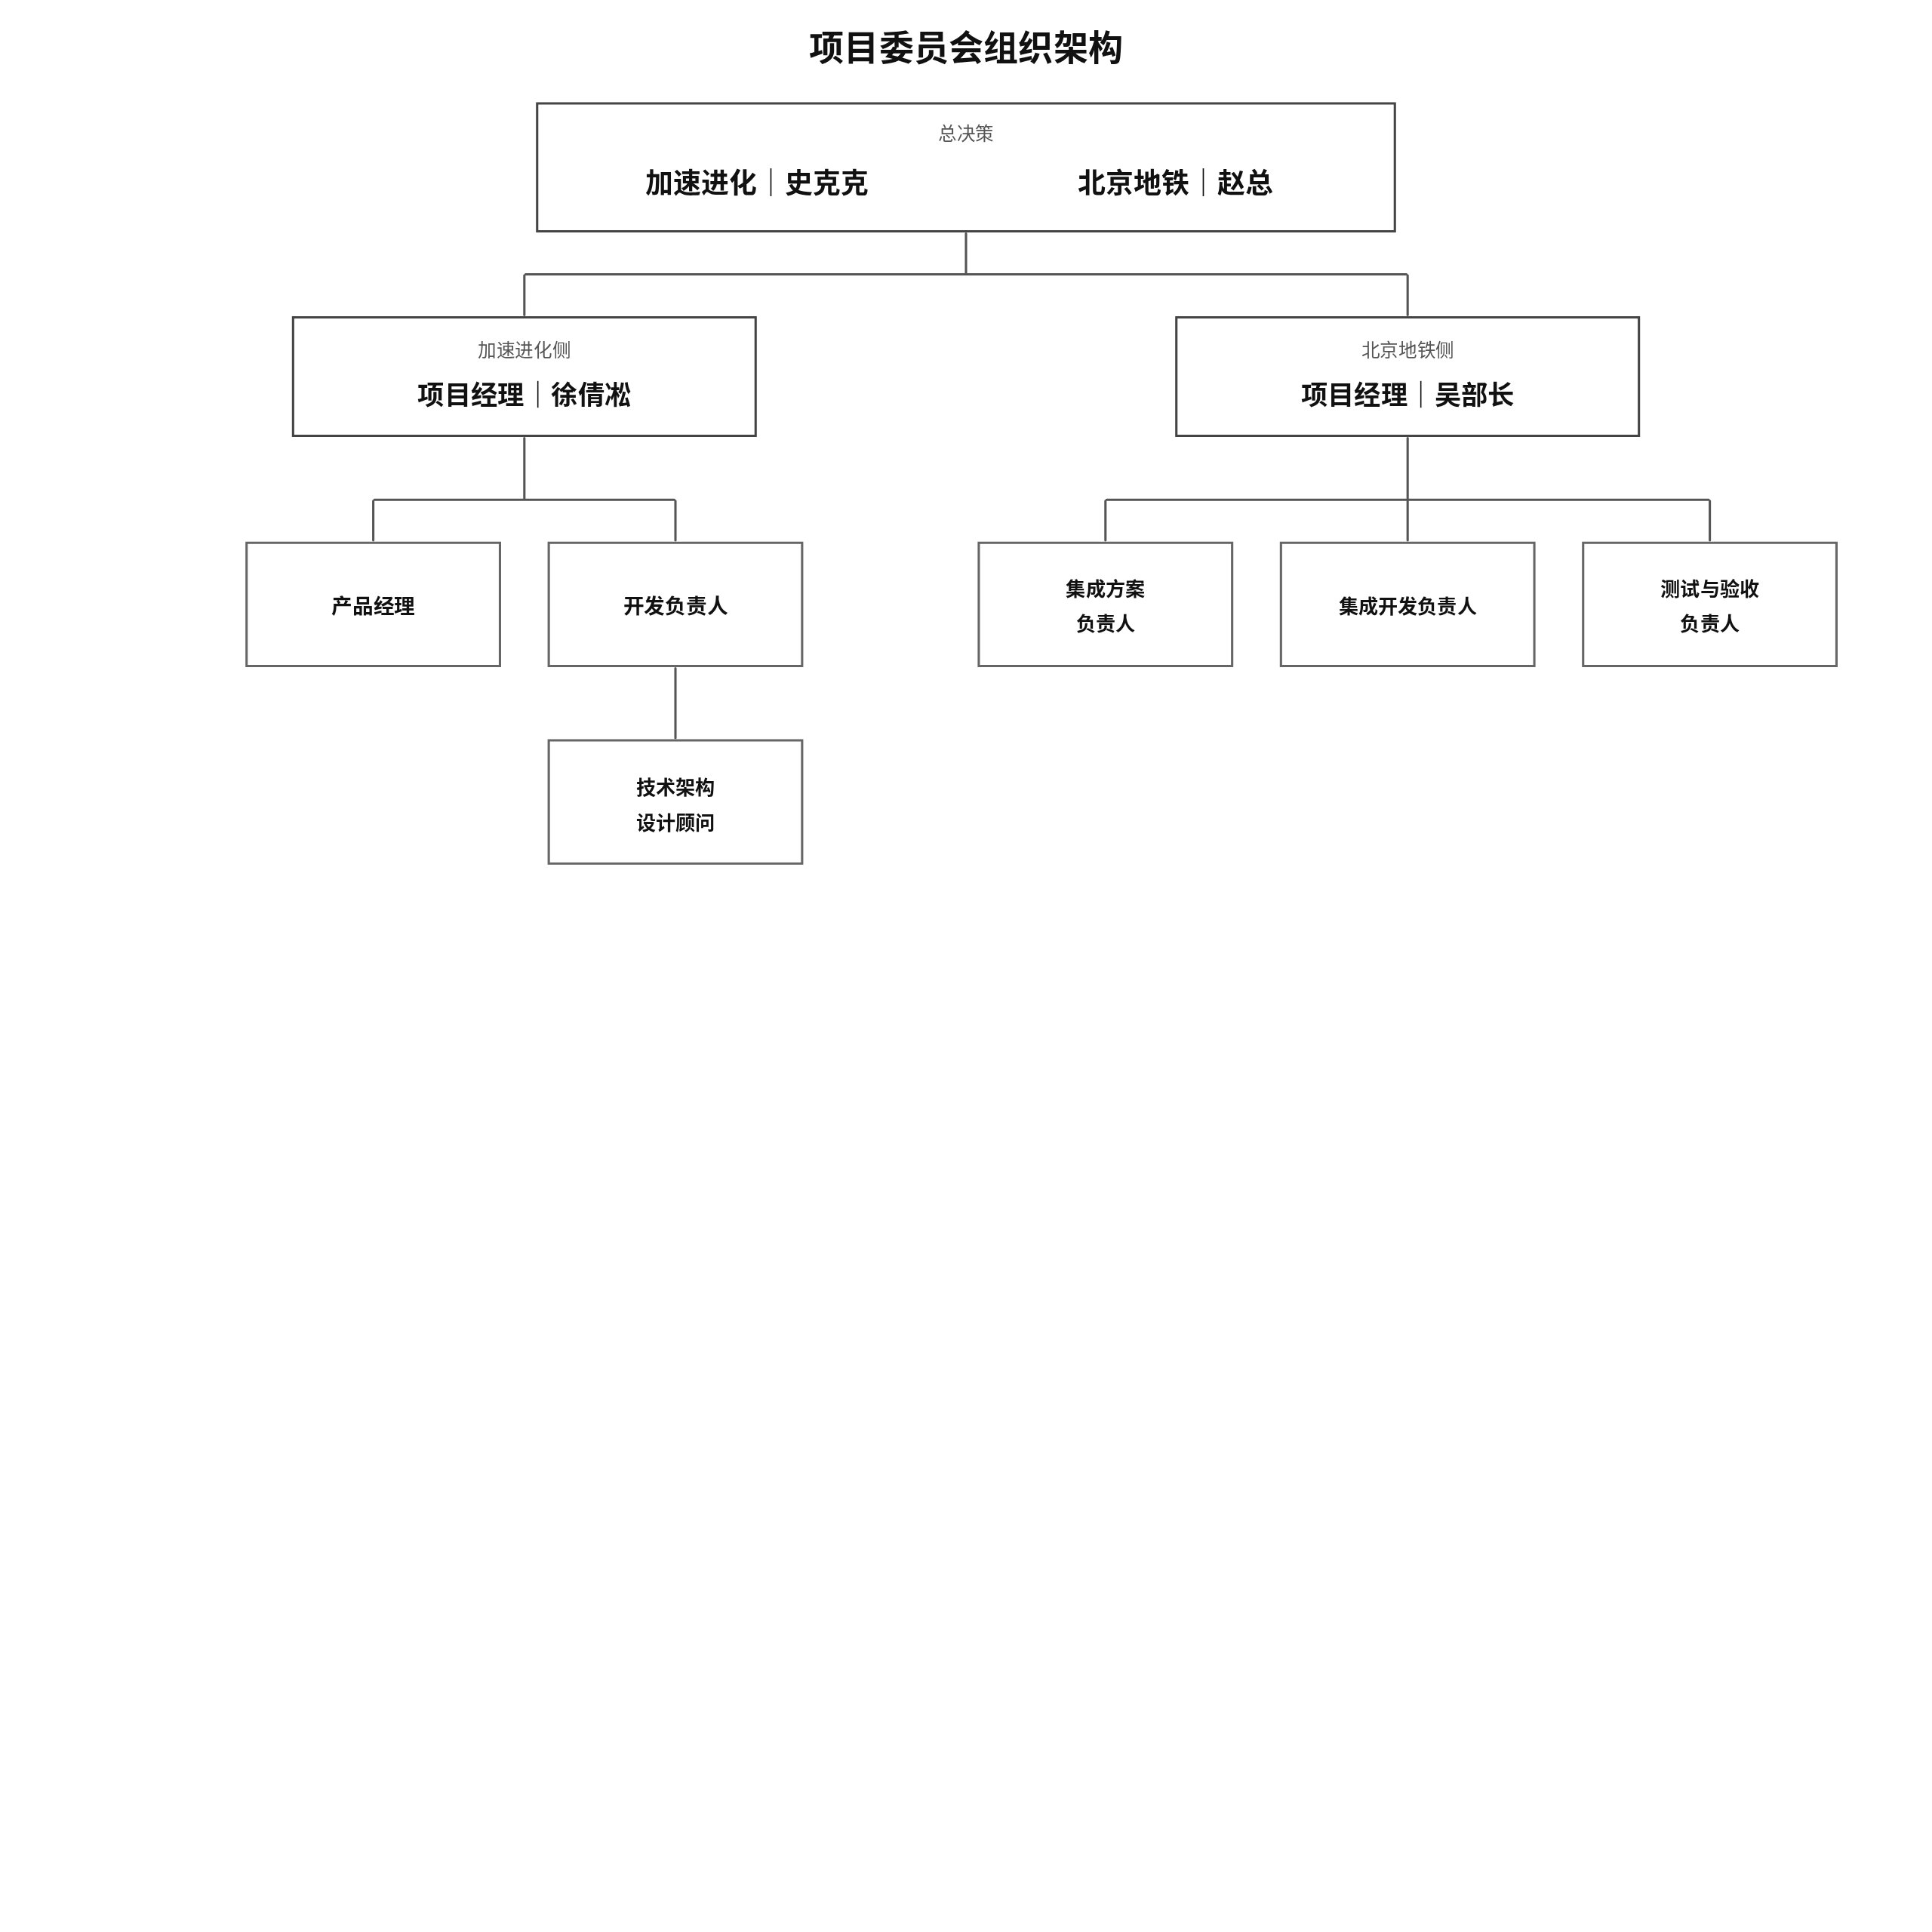 项目委员会组织架构
总决策
加速进化｜史克克
北京地铁｜赵总
加速进化侧
项目经理｜徐倩凇
北京地铁侧
项目经理｜吴部长
产品经理
开发负责人
集成方案
负责人
集成开发负责人
测试与验收
负责人
技术架构
设计顾问